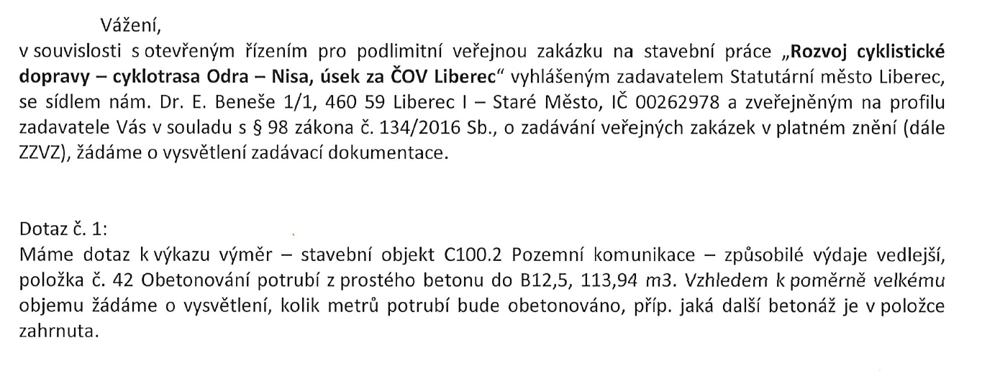 Vážení,
v souvislosti s otevřeným řízením pro podlimitní veřejnou zakázku na stavební práce „Rozvoj cyklistické
dopravy – cyklotrasa Odra – Nisa, úsek za ČOV Liberec“ vyhlášeným zadavatelem Statutární město Liberec,
se sídlem nám. Dr. E. Beneše 1/1, 460 59 Liberec I – Staré Město, IČ 00262978 a zveřejněným na profilu
zadavatele Vás v souladu s § 98 zákona č. 134/2016 Sb., o zadávání veřejných zakázek v platném znění (dále
ZZVZ), žádáme o vysvětlení zadávací dokumentace.
Dotaz č. 1:
Máme dotaz k výkazu výměr – stavební objekt C100.2 Pozemní komunikace – způsobilé výdaje vedlejší,
položka č. 42 Obetonování potrubí z prostého betonu do B12,5, 113,94 m3. Vzhledem k poměrně velkému
objemu žádáme o vysvětlení, kolik metrů potrubí bude obetonováno, příp. jaká další betonáž je v položce
zahrnuta.